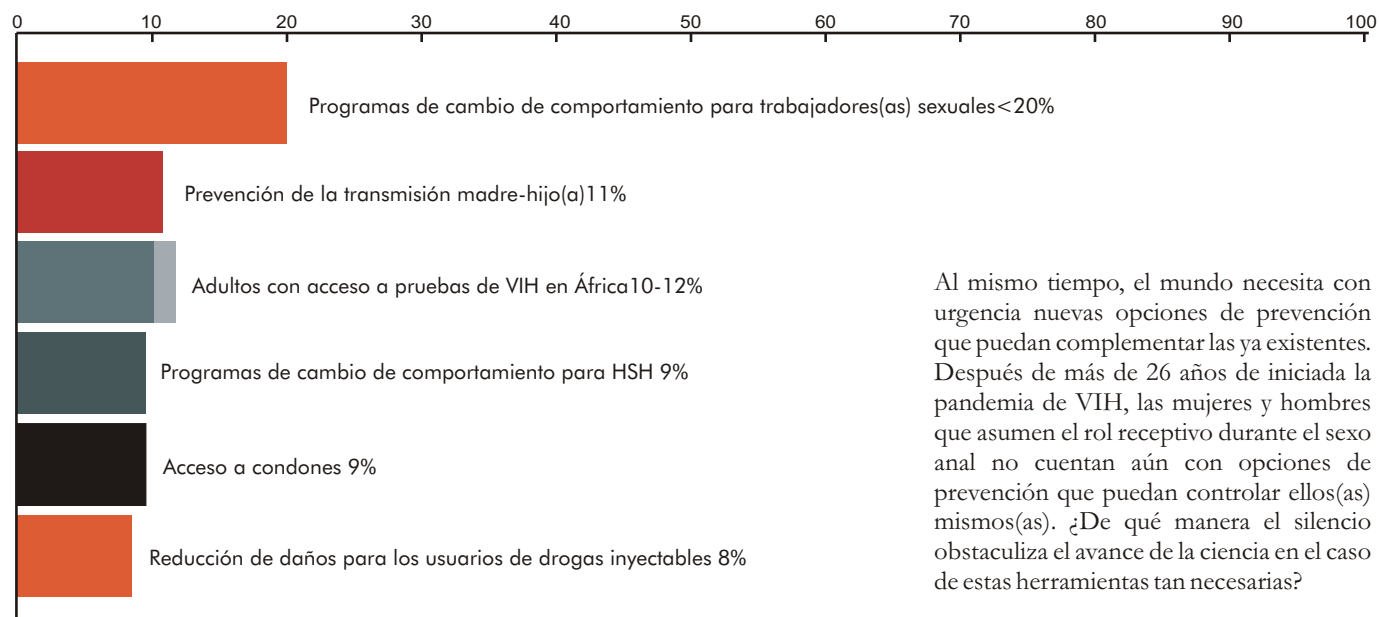 0 10 20 30 40 50 60 70 80 90 100
Programas de cambio de comportamiento para trabajadores(as) sexuales<20%
Prevención de la transmisión madre-hijo(a)11%
Adultos con acceso a pruebas de VIH en África10-12%
Programas de cambio de comportamiento para HSH 9%
Acceso a condones 9%
Reducción de daños para los usuarios de drogas inyectables 8%
Al mismo tiempo, el mundo necesita con
urgencia nuevas opciones de prevención
que puedan complementar las ya existentes.
Después de más de 26 años de iniciada la
pandemia de VIH, las mujeres y hombres
que asumen el rol receptivo durante el sexo
anal no cuentan aún con opciones de
prevención que puedan controlar ellos(as)
mismos(as). ¿De qué manera el silencio
obstaculiza el avance de la ciencia en el caso
de estas herramientas tan necesarias?